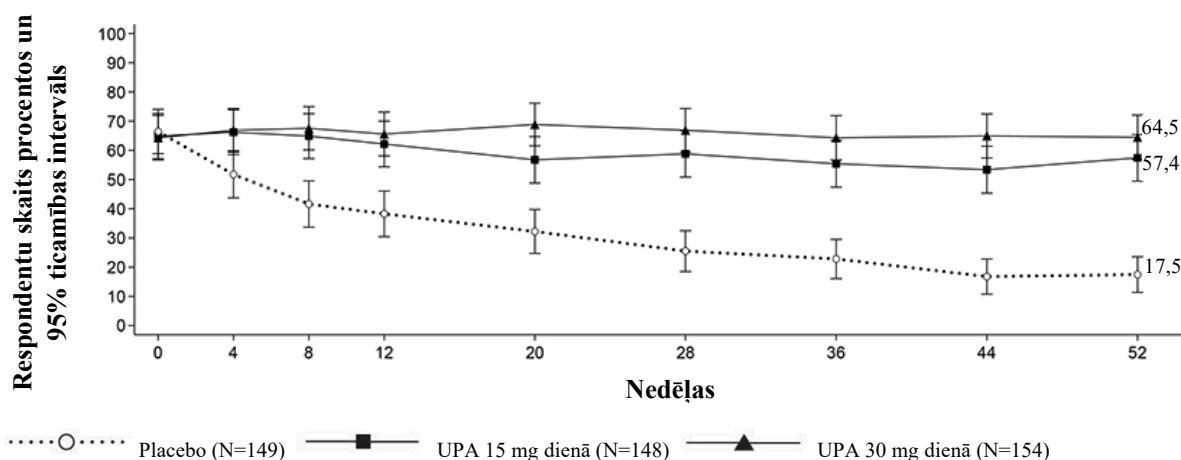 Respondentu skaits procentos un
95% ticamības intervāls
100
90
80
70
60
50
40
30
20
10
0
64,5
57,4
17,5
0 4 8 12 20 28 36 44 52
Nedēļas
Placebo (N=149) UPA 15 mg dienā (N=148) UPA 30 mg dienā (N=154)